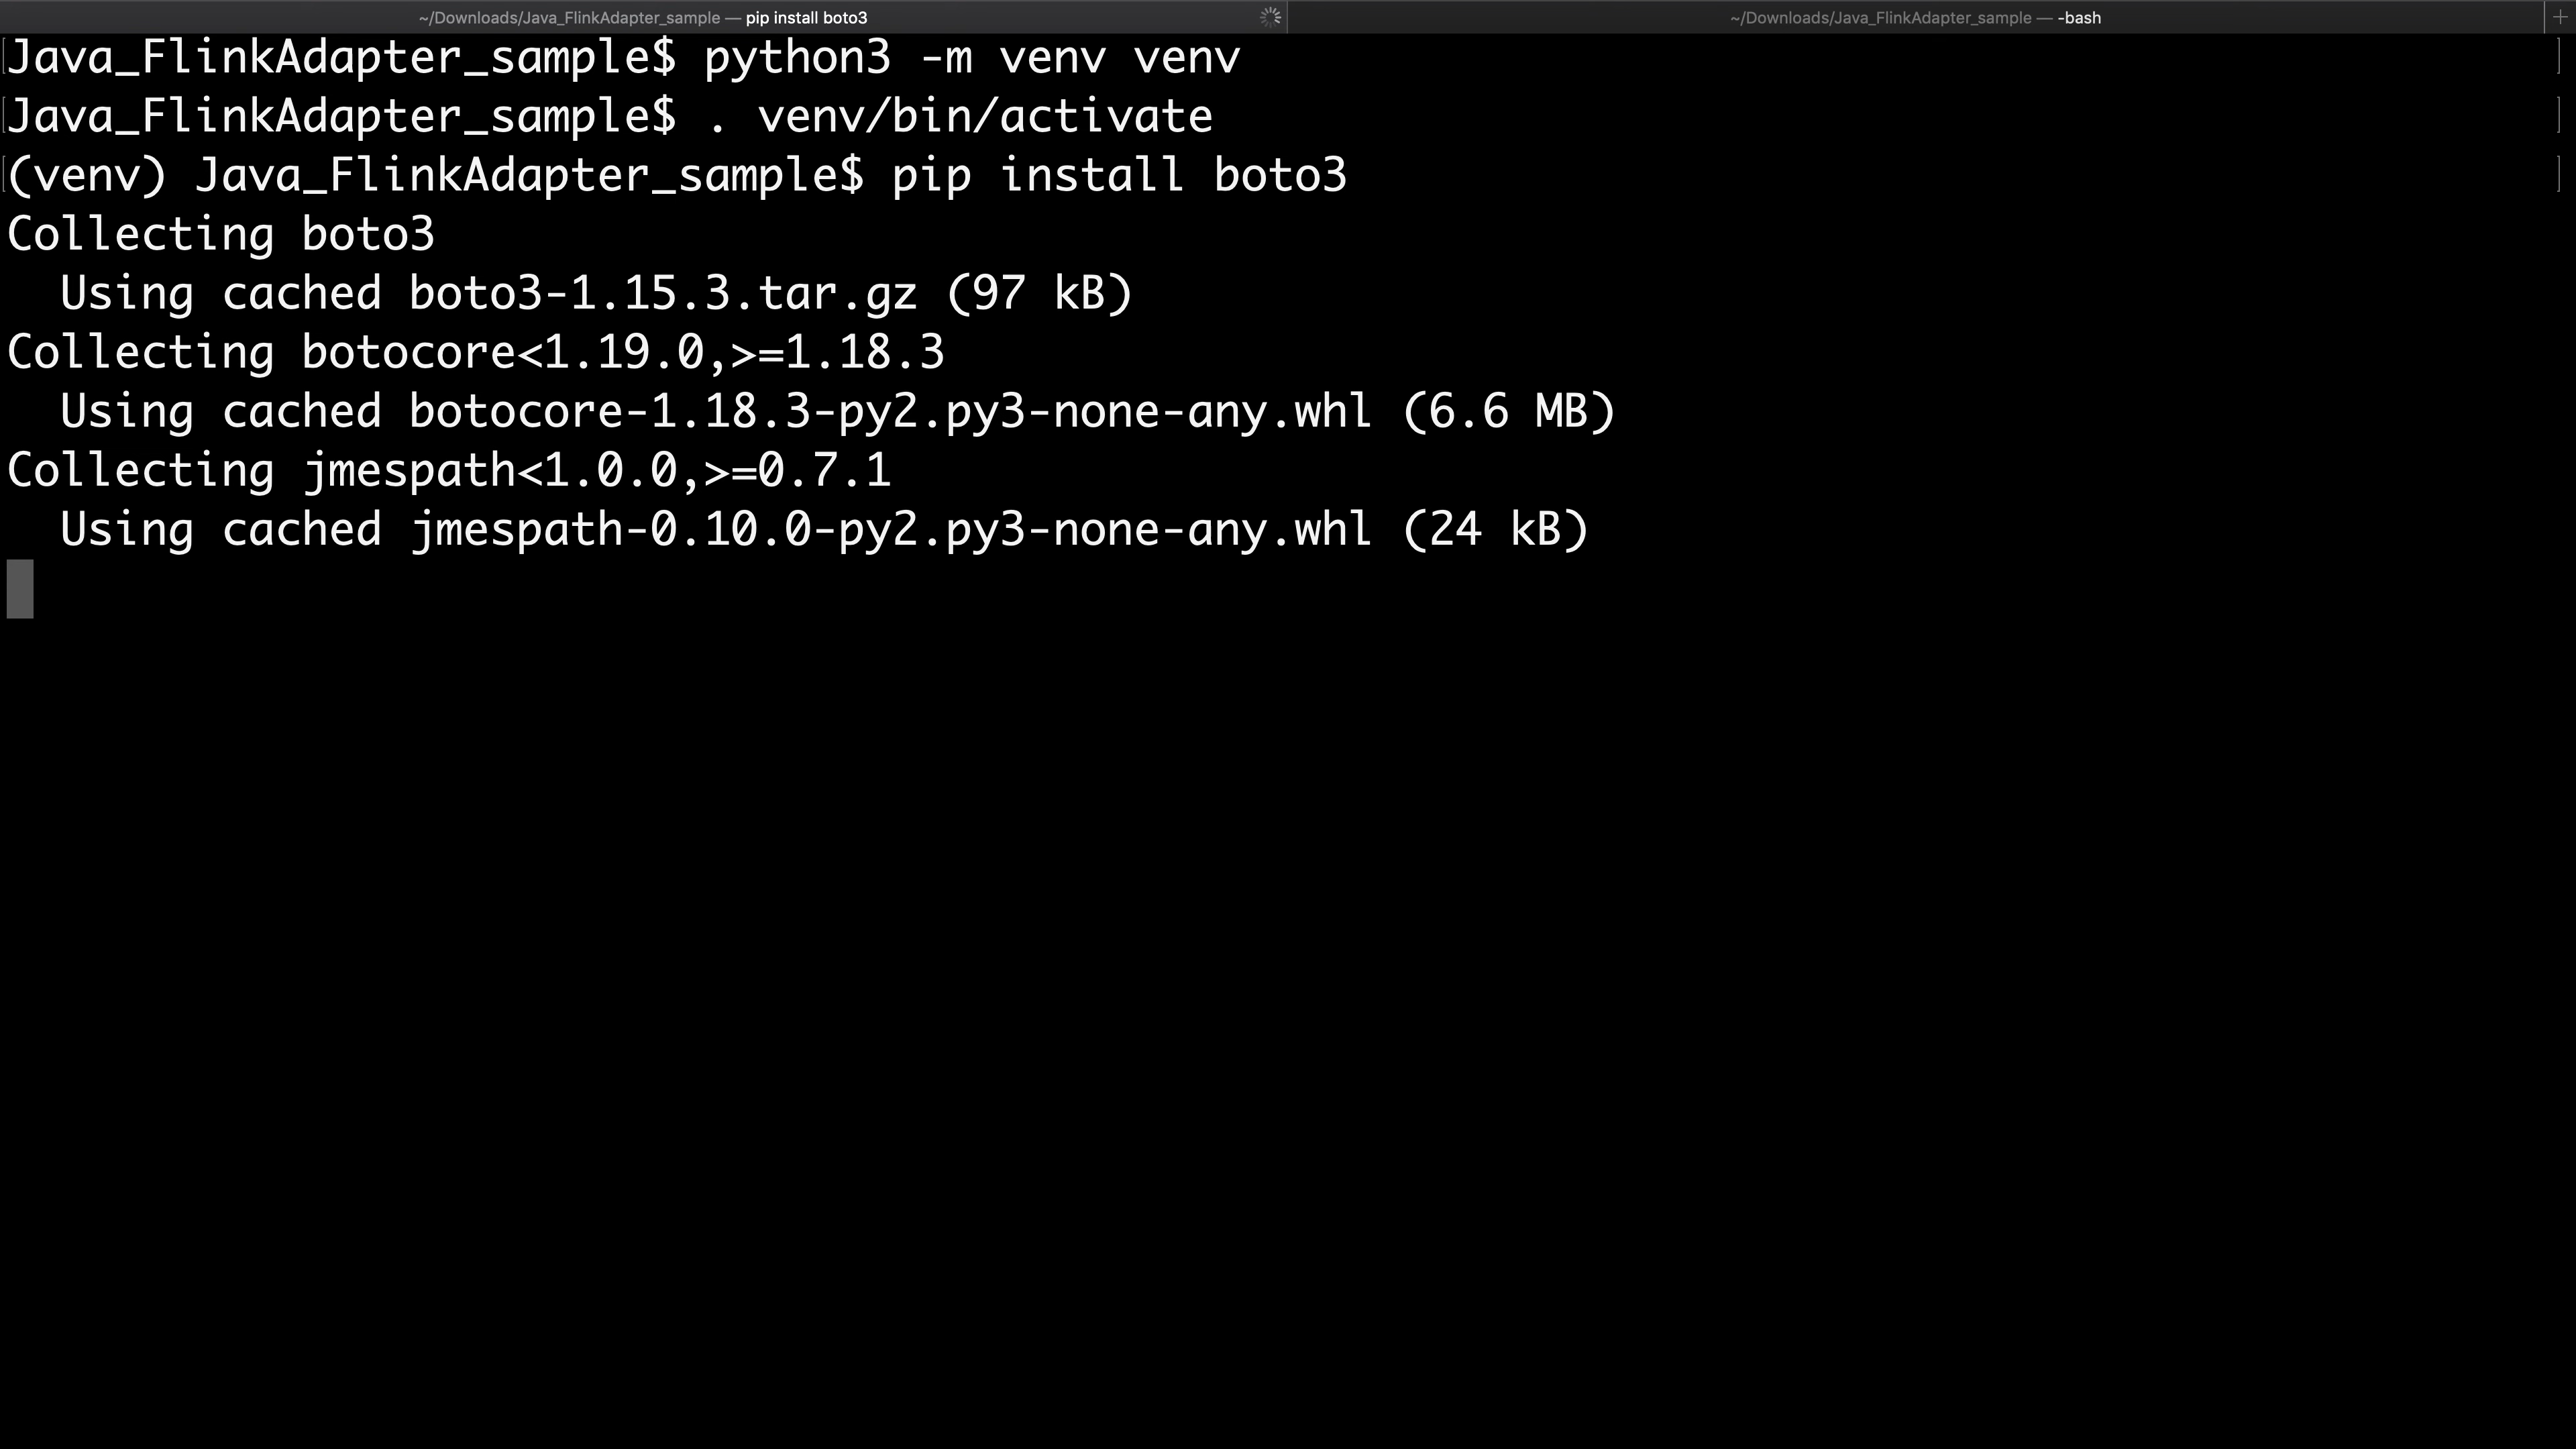 ~/Downloads/Java_FlinkAdapter_sample — pip install boto3
~/Downloads/Java_FlinkAdapter_sample — -bash
Java_FlinkAdapter_sample$ python3 -m venv venv
Java_FlinkAdapter_sample$ . venv/bin/activate
(venv) Java_FlinkAdapter_sample$ pip install boto3
Collecting boto3
  Using cached boto3-1.15.3.tar.gz (97 kB)
Collecting botocore<1.19.0,>=1.18.3
  Using cached botocore-1.18.3-py2.py3-none-any.whl (6.6 MB)
Collecting jmespath<1.0.0,>=0.7.1
  Using cached jmespath-0.10.0-py2.py3-none-any.whl (24 kB)